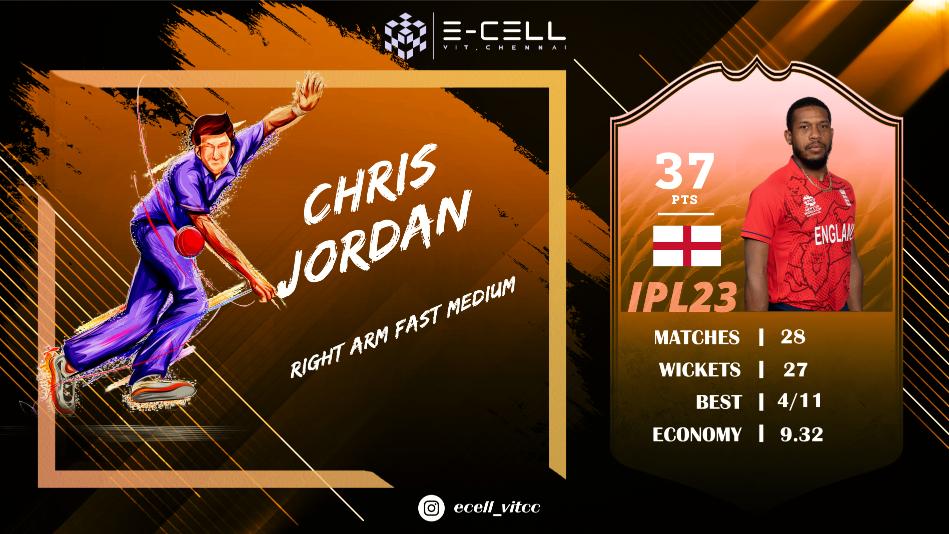 E-CELL
VIT, CHENNAI
CHRIS
JORDAN
RIGHT ARM FAST MEDIUM
37
PTS
ENGLAN
IPL23
MATCHES | 28
WICKETS | 27
BEST | 4/11
ECONOMY | 9.32
ecell_vitcc